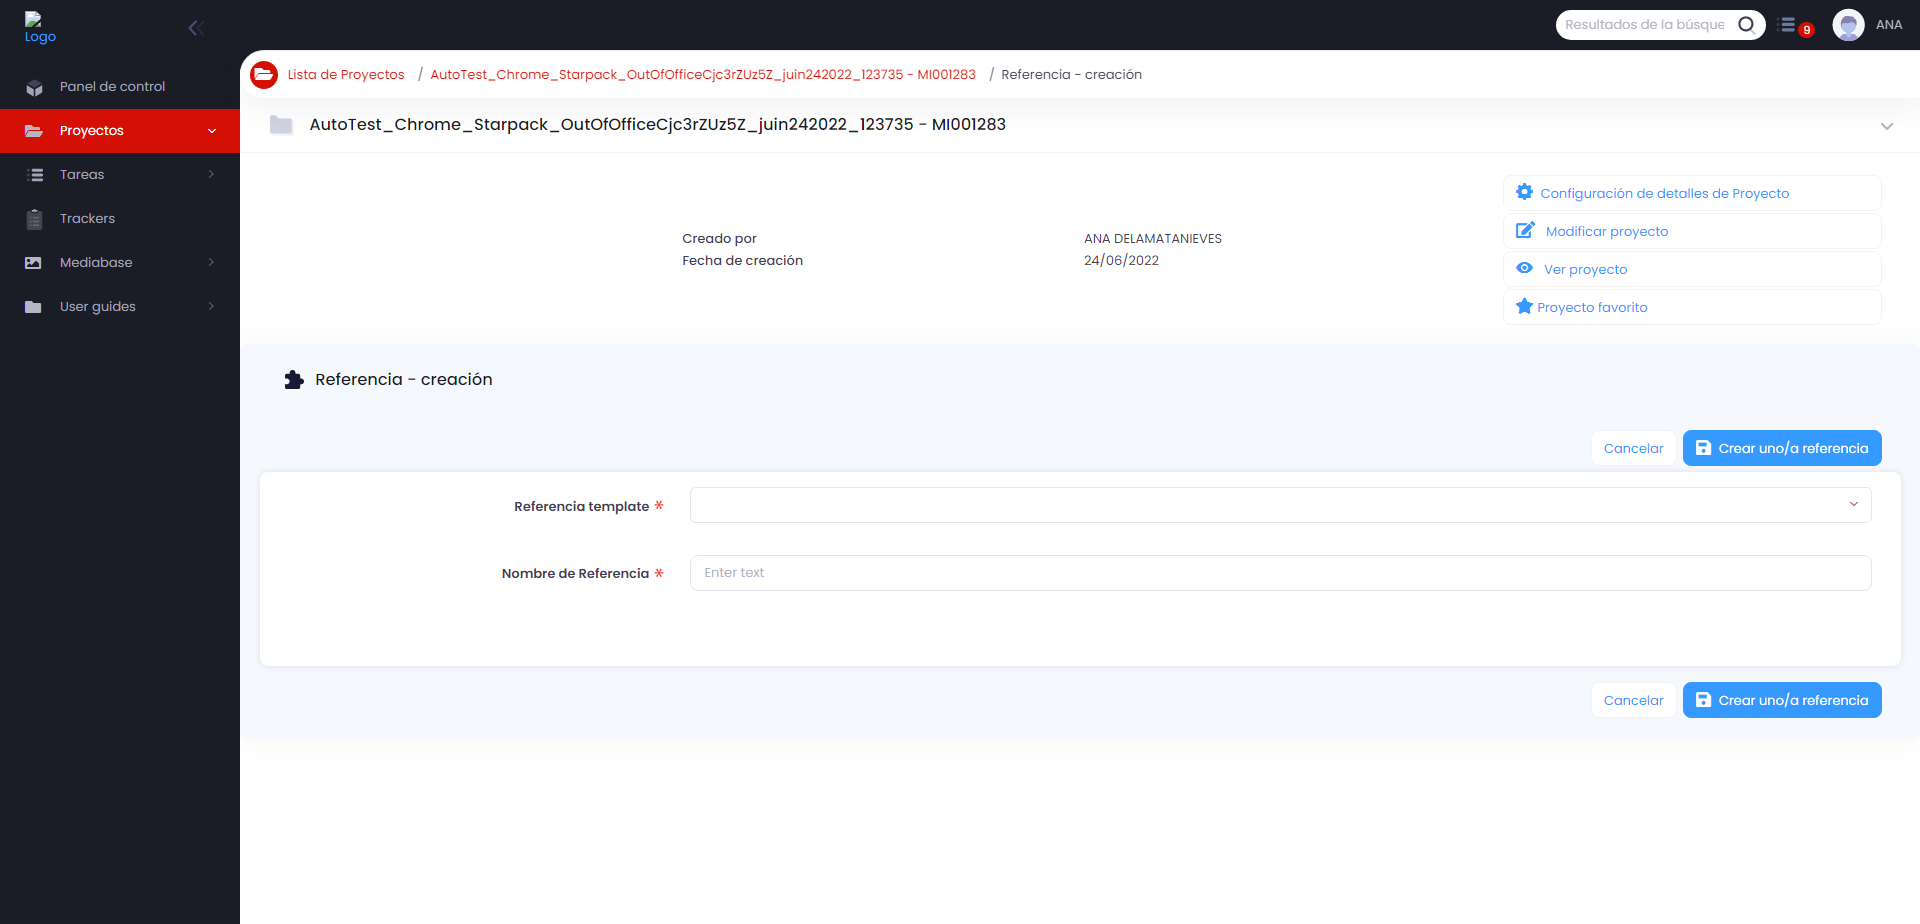 Logo
Resultados de la búsque
9
ANA
Panel de control
Proyectos
Tareas
Trackers
Mediabase
User guides
Lista de Proyectos / AutoTest_Chrome_Starpack_OutOfOfficeCjc3rZUz5Z_juin242022_123735 - MI001283 / Referencia - creación
AutoTest_Chrome_Starpack_OutOfOfficeCjc3rZUz5Z_juin242022_123735 - MI001283
Creado por ANA DELAMATANIEVES
Fecha de creación 24/06/2022
Configuración de detalles de Proyecto
Modificar proyecto
Ver proyecto
Proyecto favorito
Referencia - creación
Cancelar Crear uno/a referencia
Referencia template *
Nombre de Referencia * Enter text
Cancelar Crear uno/a referencia